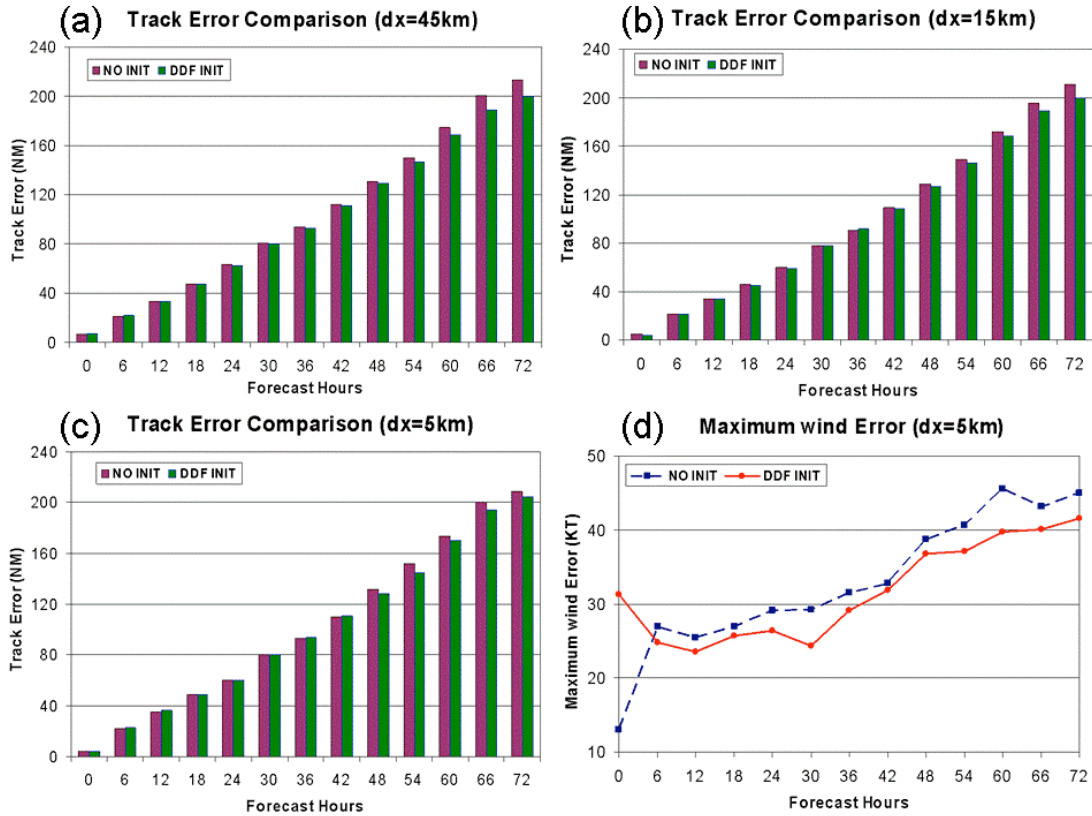 (a) Track Error Comparison (dx=45km)
NO INIT DDF INIT
Track Error (NM)
240
200
160
120
80
40
0
0 6 12 18 24 30 36 42 48 54 60 66 72
Forecast Hours
(b) Track Error Comparison (dx=15km)
NO INIT DDF INIT
Track Error (NM)
240
200
160
120
80
40
0
0 6 12 18 24 30 36 42 48 54 60 66 72
Forecast Hours
(c) Track Error Comparison (dx=5km)
NO INIT DDF INIT
Track Error (NM)
240
200
160
120
80
40
0
0 6 12 18 24 30 36 42 48 54 60 66 72
Forecast Hours
(d) Maximum wind Error (dx=5km)
NO INIT DDF INIT
Maximum wind Error (KT)
50
40
30
20
10
0 6 12 18 24 30 36 42 48 54 60 66 72
Forecast Hours